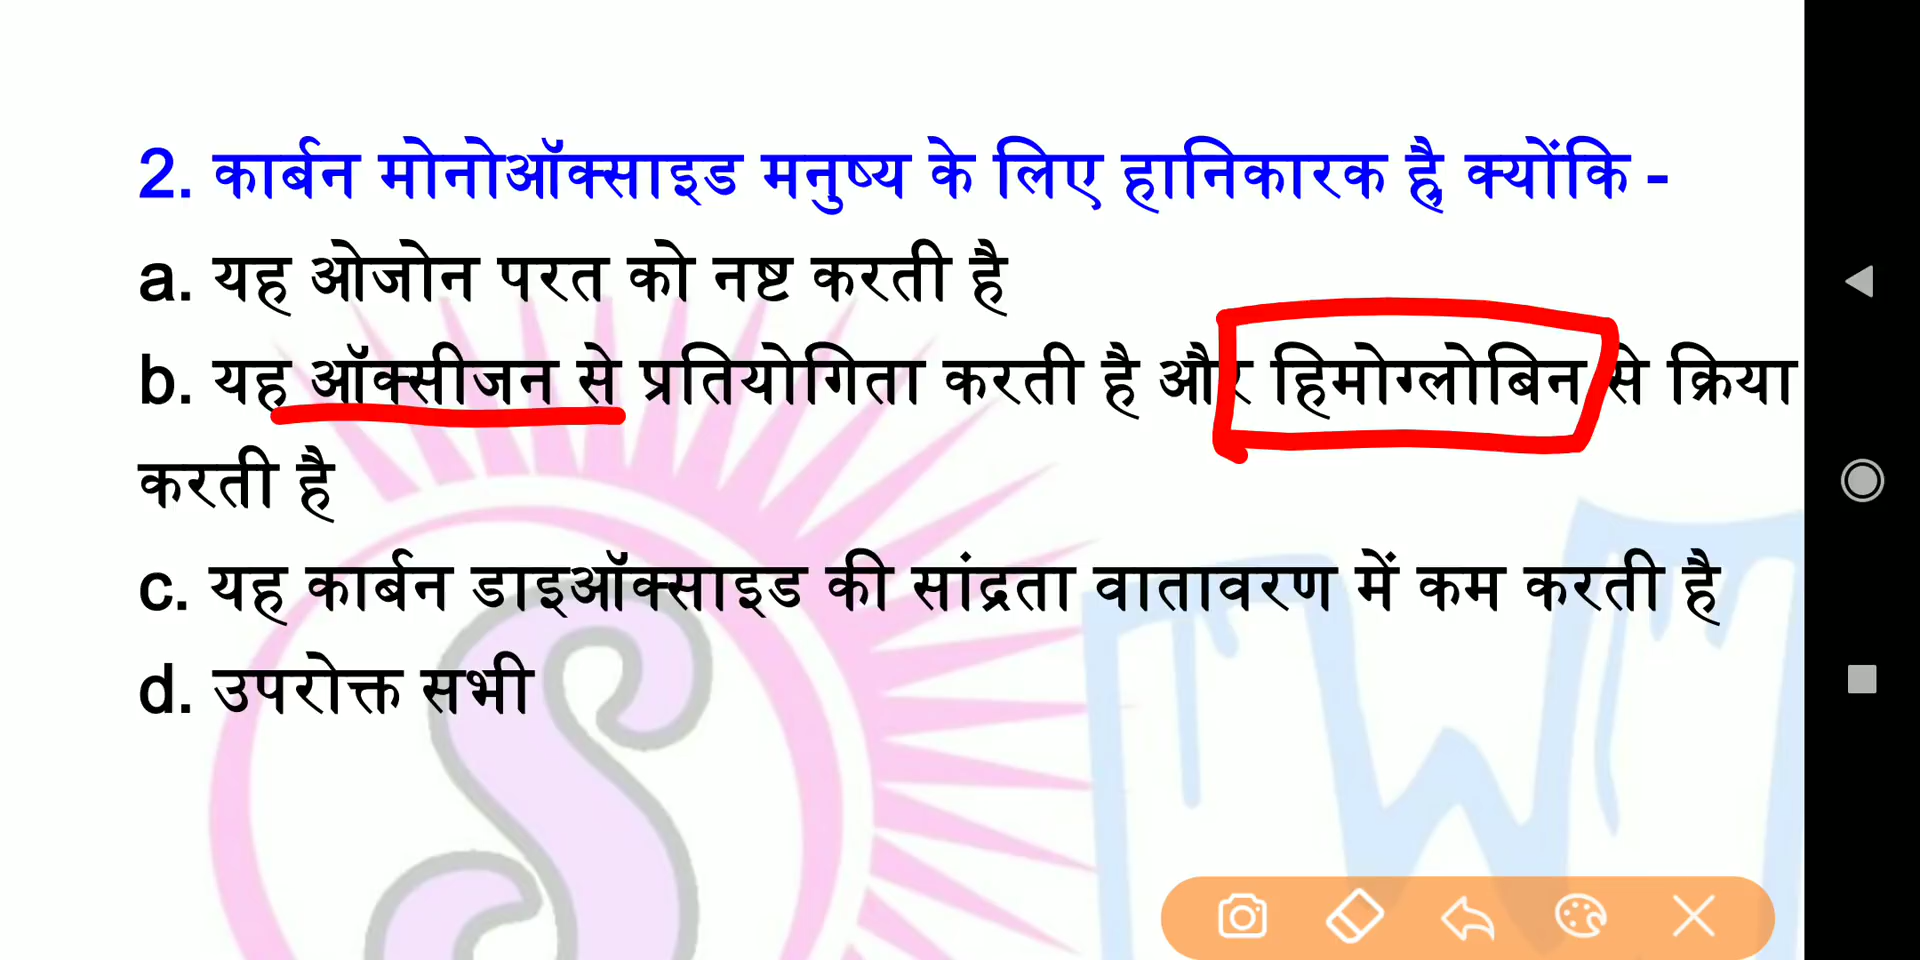 2. कार्बन मोनोऑक्साइड मनुष्य के लिए हानिकारक है, क्योंकि -
a. यह ओजोन परत को नष्ट करती है
b. यह ऑक्सीजन से प्रतियोगिता करती है और हिमोग्लोबिन से क्रिया
करती है
c. यह कार्बन डाइऑक्साइड की सांद्रता वातावरण में कम करती है
d. उपरोक्त सभी